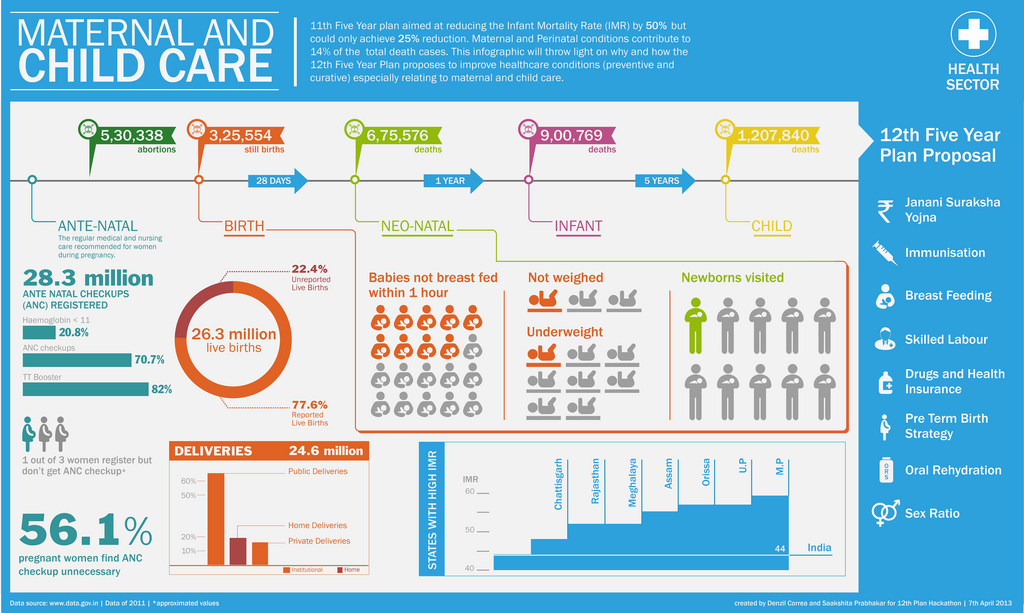 MATERNAL AND
CHILD CARE
11th Five Year plan aimed at reducing the Infant Mortality Rate (IMR) by 50% but
could only achieve 25% reduction. Maternal and Perinatal conditions contribute to
14% of the total death cases. This infographic will throw light on why and how the
12th Five Year Plan proposes to improve healthcare conditions (preventive and
curative) especially relating to maternal and child care.
HEALTH
SECTOR
5,30,338
abortions
3,25,554
still births
6,75,576
deaths
9,00,769
deaths
1,207,840
deaths
28 DAYS
1 YEAR
5 YEARS
ANTE-NATAL
The regular medical and nursing
care recommended for women
during pregnancy.
BIRTH
NEO-NATAL
INFANT
CHILD
28.3 million
ANTE NATAL CHECKUPS
(ANC) REGISTERED
Haemoglobin < 11
20.8%
ANC checkups
70.7%
TT Booster
82%
1 out of 3 women register but
don't get ANC checkup*
56.1%
pregnant women find ANC
checkup unnecessary
22.4%
Unreported
Live Births
26.3 million
live births
77.6%
Reported
Live Births
Babies not breast fed
within 1 hour
Not weighed
Underweight
Newborns visited
DELIVERIES 24.6 million
60%
50%
20%
10%
Public Deliveries
Home Deliveries
Private Deliveries
Institutional
Home
STATES WITH HIGH IMR
IMR
60
50
40
Chattisgarh
Rajasthan
Meghalaya
Assam
Orissa
U.P
M.P
44
India
12th Five Year
Plan Proposal
Janani Suraksha
Yojna
Immunisation
Breast Feeding
Skilled Labour
Drugs and Health
Insurance
Pre Term Birth
Strategy
ORS
Oral Rehydration
Sex Ratio
Data source: www.data.gov.in | Data of 2011 | *approximated values
created by Denzil Correa and Saakshita Prabhakar for 12th Plan Hackathon | 7th April 2013